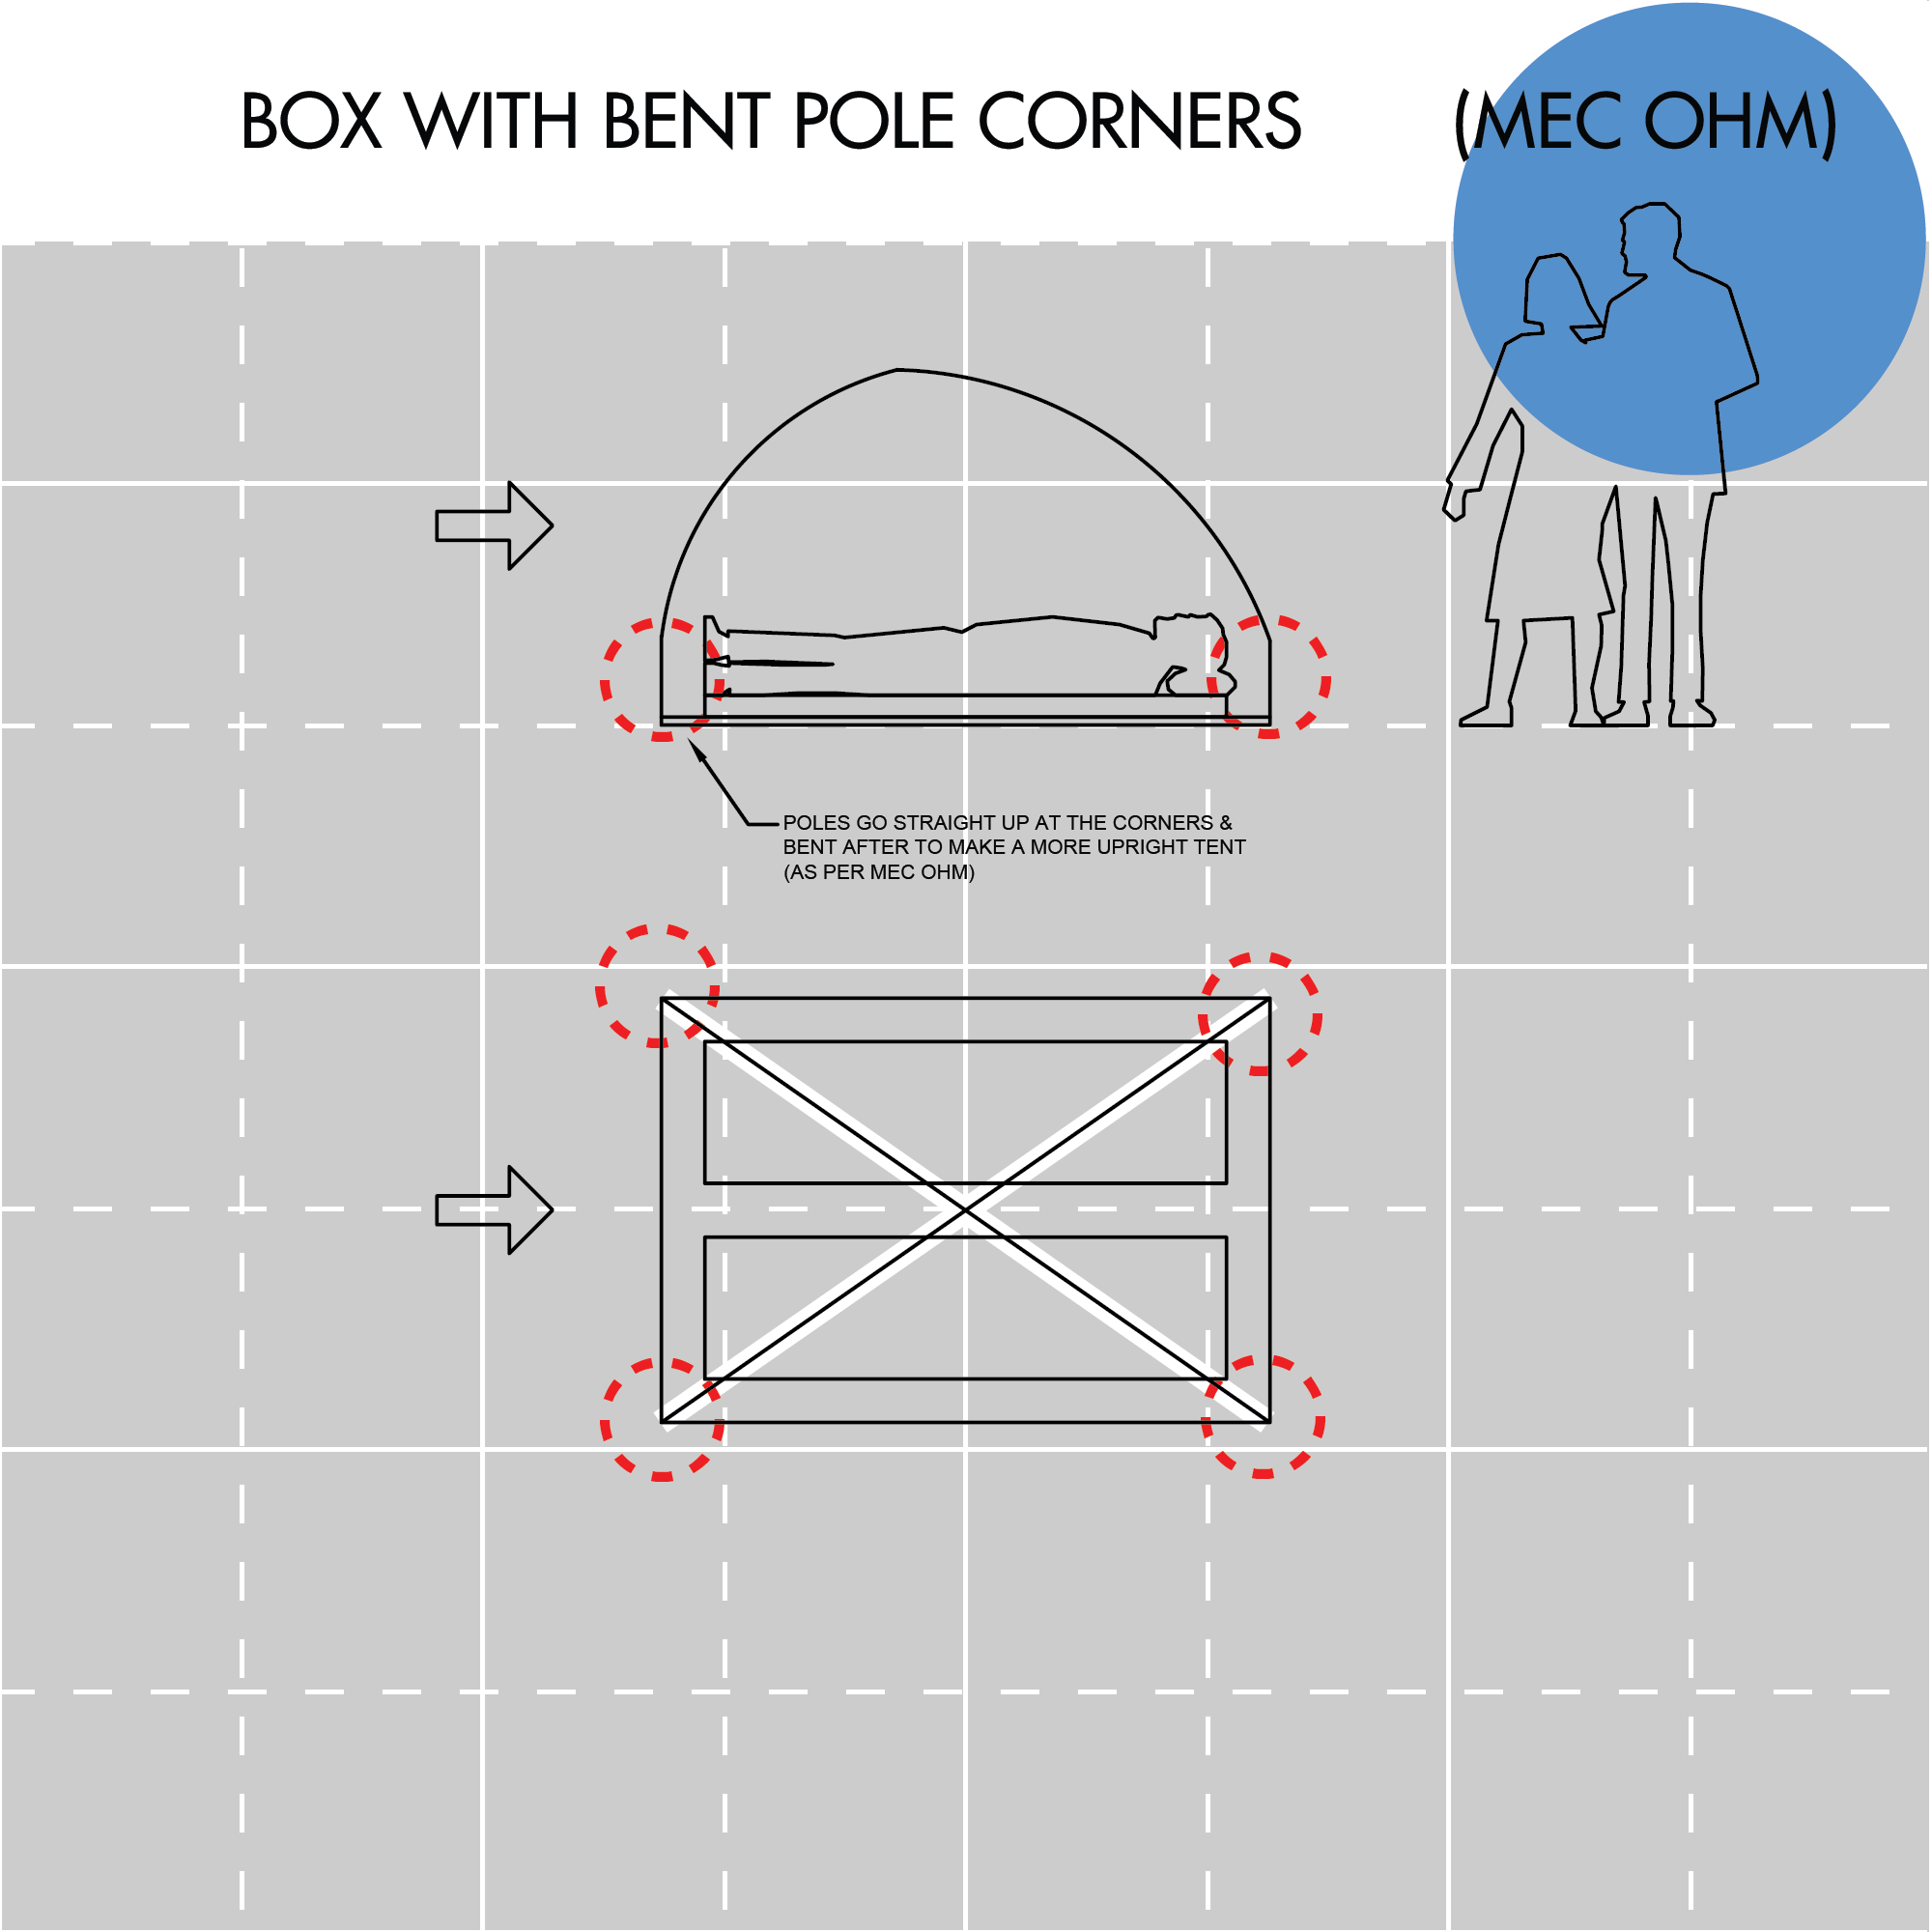 BOX WITH BENT POLE CORNERS (MEC OHM)
POLES GO STRAIGHT UP AT THE CORNERS &
BENT AFTER TO MAKE A MORE UPRIGHT TENT
(AS PER MEC OHM)